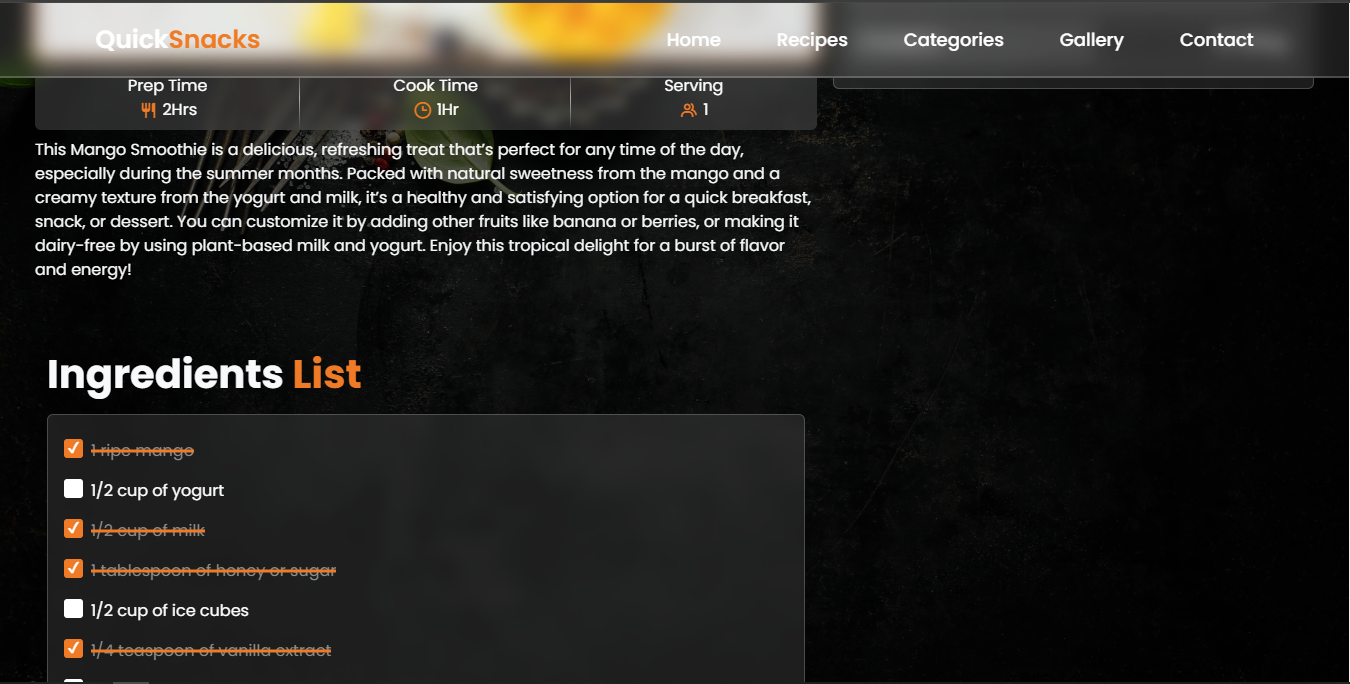 QuickSnacks
Home Recipes Categories Gallery Contact
Prep Time
2Hrs
Cook Time
1Hr
Serving
1
This Mango Smoothie is a delicious, refreshing treat that's perfect for any time of the day,
especially during the summer months. Packed with natural sweetness from the mango and a
creamy texture from the yogurt and milk, it's a healthy and satisfying option for a quick breakfast,
snack, or dessert. You can customize it by adding other fruits like banana or berries, or making it
dairy-free by using plant-based milk and yogurt. Enjoy this tropical delight for a burst of flavor
and energy!
Ingredients List
1 ripe mango
1/2 cup of yogurt
1/2 cup of milk
1 tablespoon of honey or sugar
1/2 cup of ice cubes
1/4 teaspoon of vanilla extract